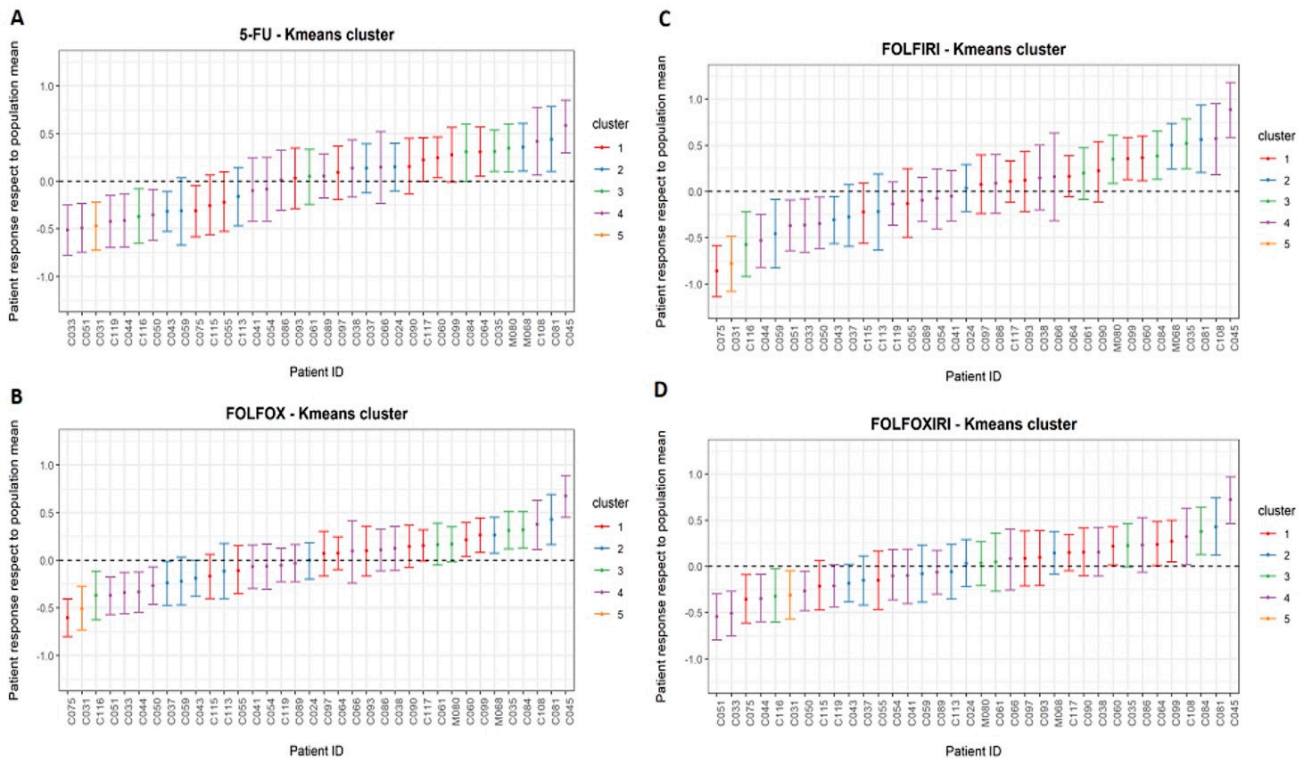 A
5-FU - Kmeans cluster
Patient response respect to population mean
1.0
0.5
0.0
-0.5
-1.0
C033 C051 C031 C119 C044 C116 C050 C043 C059 C075 C115 C055 C113 C041 C054 C086 C093 C061 C089 C097 C038 C037 C066 C024 C090 C117 C060 C099 C084 C064 C035 M080 M068 C108 C081 C045
Patient ID
cluster
1
2
3
4
5
B
FOLFOX - Kmeans cluster
Patient response respect to population mean
1.0
0.5
0.0
-0.5
-1.0
C075 C031 C116 C051 C033 C044 C050 C037 C059 C043 C115 C113 C055 C041 C054 C119 C089 C024 C097 C064 C066 C093 C086 C038 C090 C117 C061 M080 C060 C099 M068 C035 C084 C108 C081 C045
Patient ID
cluster
1
2
3
4
5
C
FOLFIRI - Kmeans cluster
Patient response respect to population mean
1.0
0.5
0.0
-0.5
-1.0
C075 C031 C116 C044 C059 C051 C033 C050 C043 C037 C115 C113 C119 C055 C089 C054 C041 C024 C097 C086 C117 C093 C038 C066 C064 C061 C090 M080 C099 C060 C084 M068 C035 C081 C108 C045
Patient ID
cluster
1
2
3
4
5
D
FOLFOXIRI - Kmeans cluster
Patient response respect to population mean
1.0
0.5
0.0
-0.5
-1.0
C051 C033 C075 C044 C116 C031 C050 C115 C119 C043 C037 C055 C054 C041 C059 C089 C113 C024 M080 C061 C066 C097 C093 M068 C117 C090 C038 C060 C035 C086 C064 C099 C108 C084 C081 C045
Patient ID
cluster
1
2
3
4
5